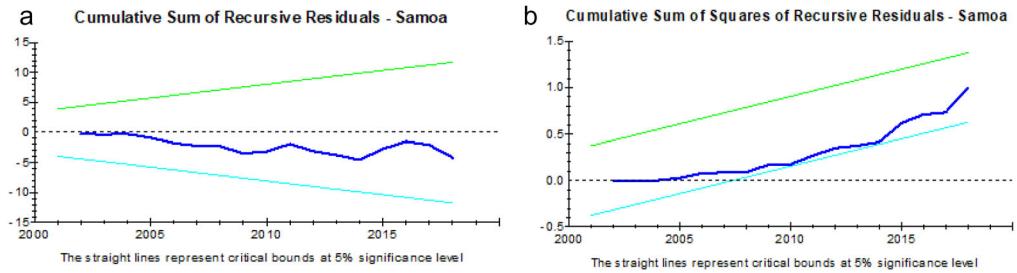 a
Cumulative Sum of Recursive Residuals - Samoa
15
10
5
0
-5
-10
-15
2000 2005 2010 2015
The straight lines represent critical bounds at 5% significance level
b
Cumulative Sum of Squares of Recursive Residuals - Samoa
1.5
1.0
0.5
0.0
-0.5
2000 2005 2010 2015
The straight lines represent critical bounds at 5% significance level